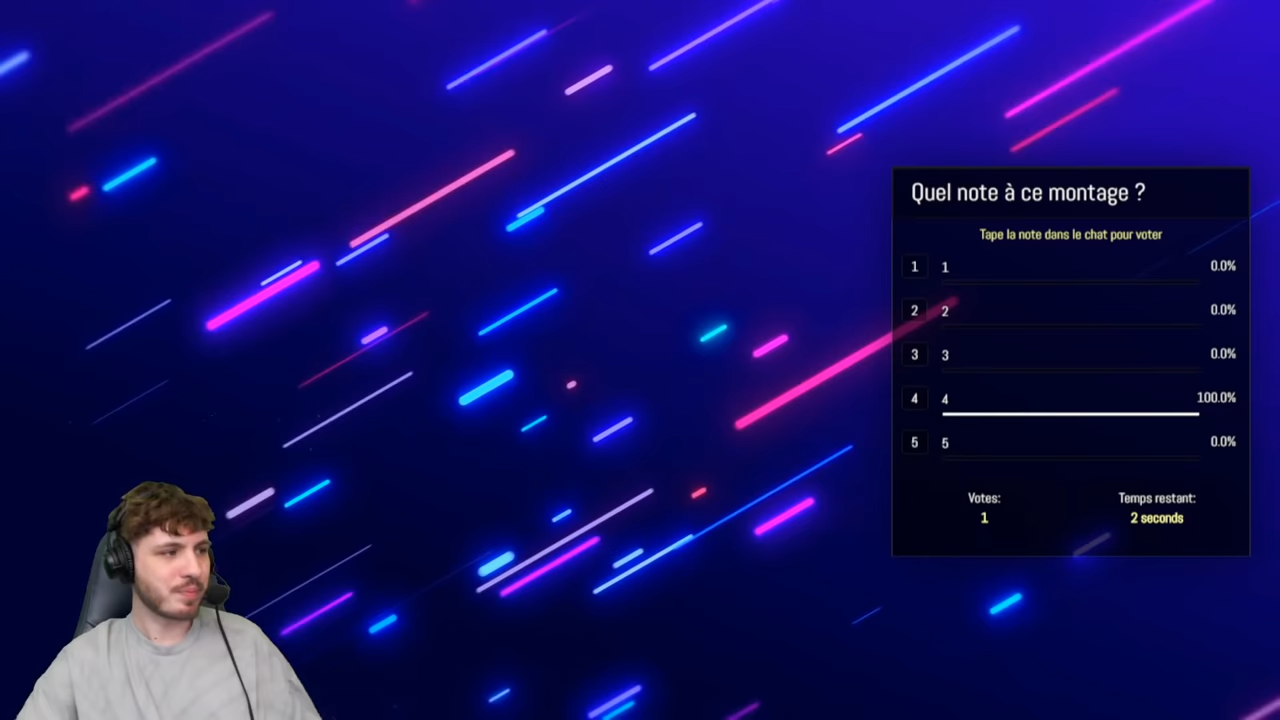 Quel note à ce montage ?
Tape la note dans le chat pour voter
1 1 0.0%
2 2 0.0%
3 3 0.0%
4 4 100.0%
5 5 0.0%
Votes: Temps restant:
1 2 seconds